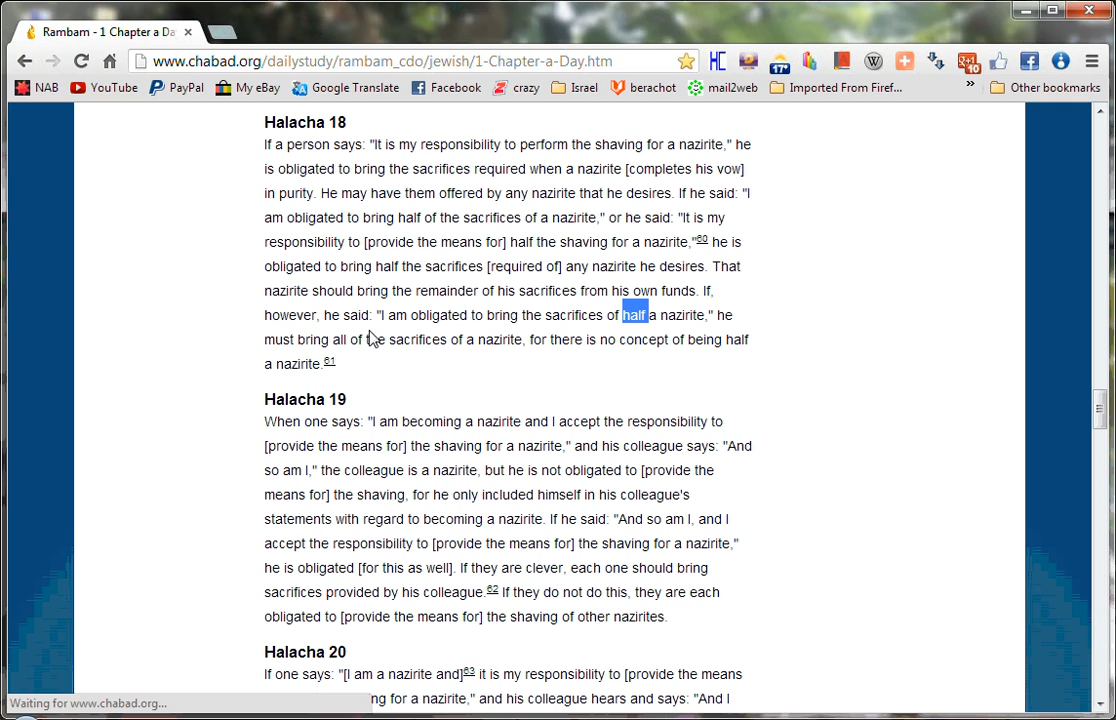 Rambam - 1 Chapter a Da
www.chabad.org/dailystudy/rambam_cdo/jewish/1-Chapter-a-Day.htm
NAB YouTube PayPal My eBay Google Translate Facebook crazy Israel berachot mail2web Imported From Firef... » Other bookmarks
Halacha 18
If a person says: "It is my responsibility to perform the shaving for a nazirite," he
is obligated to bring the sacrifices required when a nazirite [completes his vow]
in purity. He may have them offered by any nazirite that he desires. If he said: "I
am obligated to bring half of the sacrifices of a nazirite," or he said: "It is my
responsibility to [provide the means for] half the shaving for a nazirite,"60 he is
obligated to bring half the sacrifices [required of] any nazirite he desires. That
nazirite should bring the remainder of his sacrifices from his own funds. If,
however, he said: "I am obligated to bring the sacrifices of half a nazirite," he
must bring all of the sacrifices of a nazirite, for there is no concept of being half
a nazirite.61
Halacha 19
When one says: "I am becoming a nazirite and I accept the responsibility to
[provide the means for] the shaving for a nazirite," and his colleague says: "And
so am I," the colleague is a nazirite, but he is not obligated to [provide the
means for] the shaving, for he only included himself in his colleague's
statements with regard to becoming a nazirite. If he said: "And so am I, and I
accept the responsibility to [provide the means for] the shaving for a nazirite,"
he is obligated [for this as well]. If they are clever, each one should bring
sacrifices provided by his colleague.62 If they do not do this, they are each
obligated to [provide the means for] the shaving of other nazirites.
Halacha 20
If one says: "[I am a nazirite and]63 it is my responsibility to [provide the means
ng for a nazirite," and his colleague hears and says: "And I
Waiting for www.chabad.org...